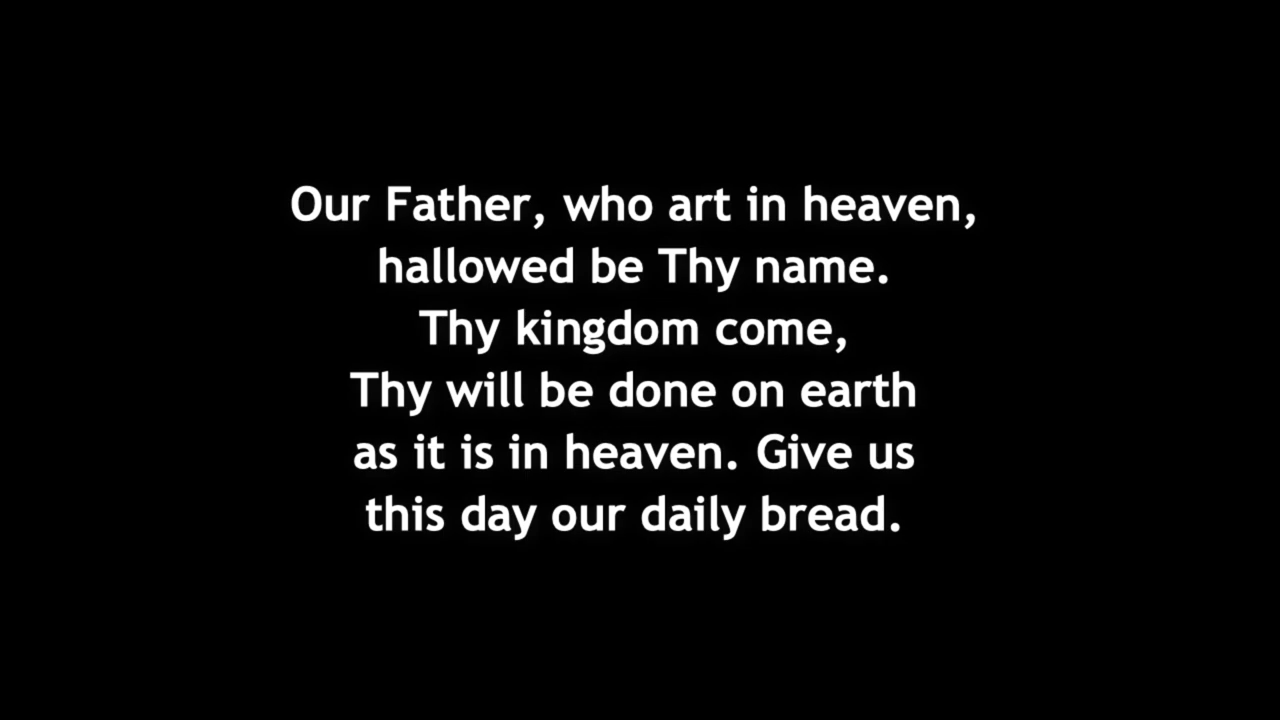 Our Father, who art in heaven,
hallowed be Thy name.
Thy kingdom come,
Thy will be done on earth
as it is in heaven. Give us
this day our daily bread.